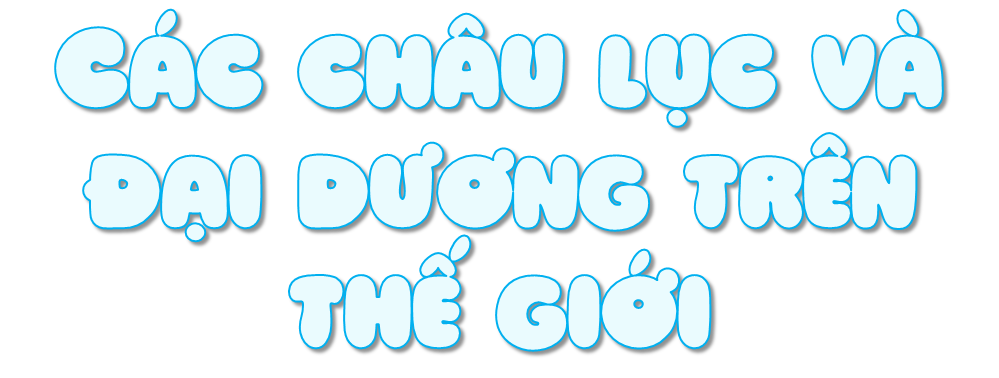 CÁC CHÂU LỤC VÀ
ĐẠI DƯƠNG TRÊN
THẾ GIỚI